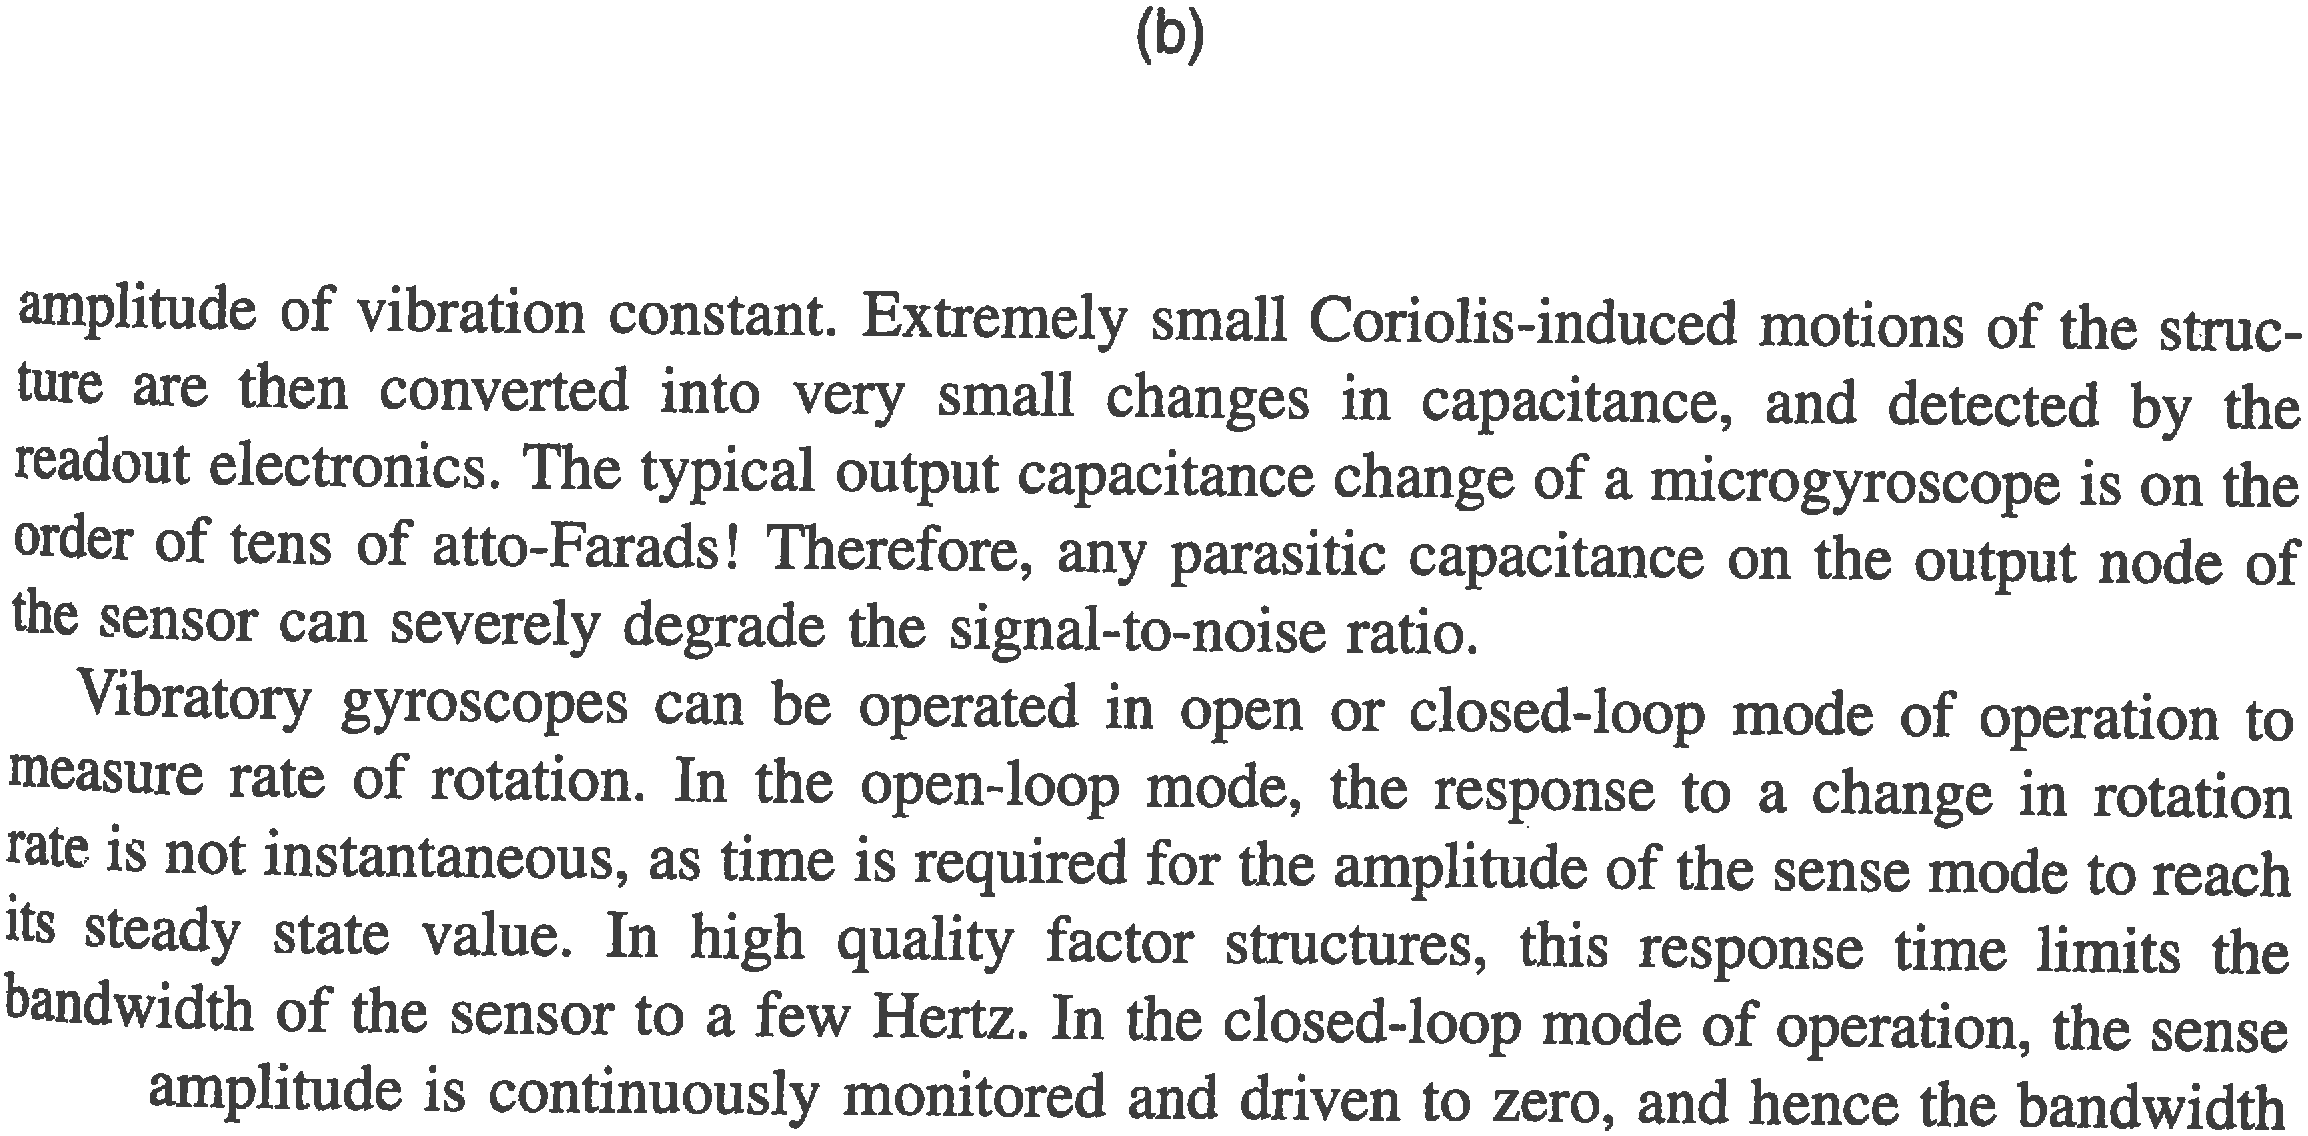 (b)
amplitude of vibration constant. Extremely small Coriolis-induced motions of the struc-
ture are then converted into very small changes in capacitance, and detected by the
readout electronics. The typical output capacitance change of a microgyroscope is on the
order of tens of atto-Farads! Therefore, any parasitic capacitance on the output node of
the sensor can severely degrade the signal-to-noise ratio.
Vibratory gyroscopes can be operated in open or closed-loop mode of operation to
measure rate of rotation. In the open-loop mode, the response to a change in rotation
rate is not instantaneous, as time is required for the amplitude of the sense mode to reach
its steady state value. In high quality factor structures, this response time limits the
bandwidth of the sensor to a few Hertz. In the closed-loop mode of operation, the sense
amplitude is continuously monitored and driven to zero, and hence the bandwidth